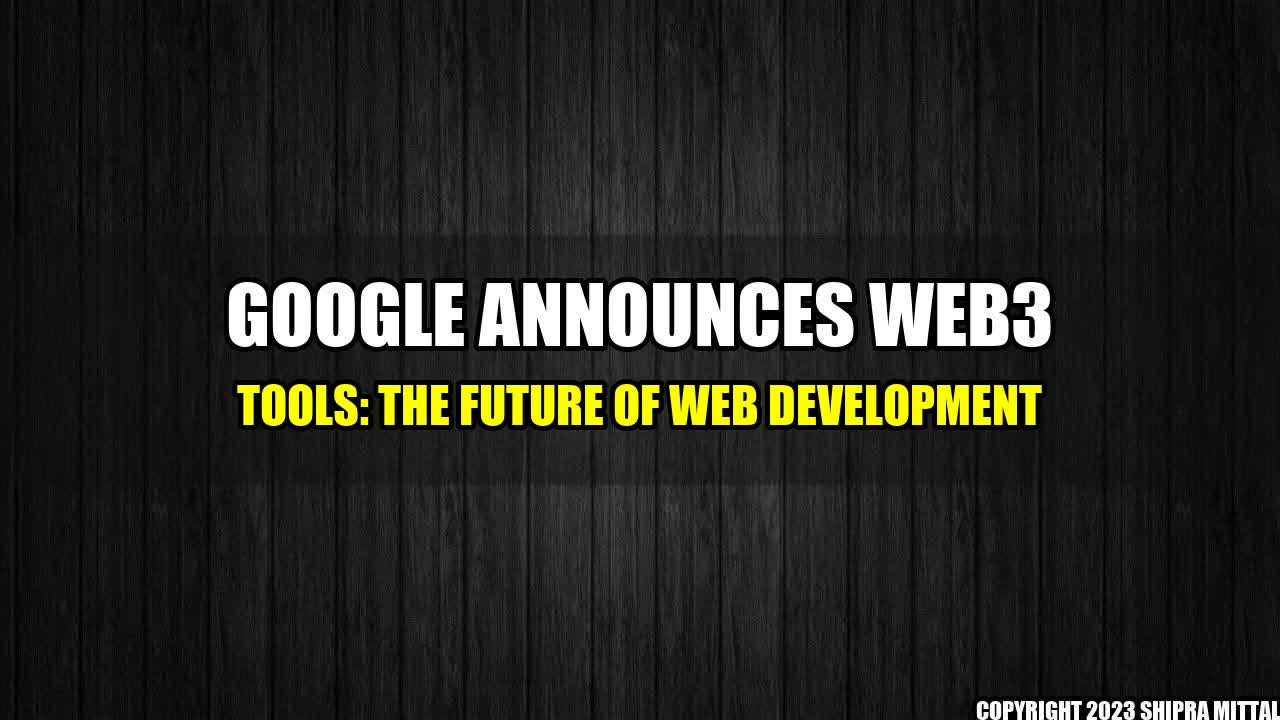 GOOGLE ANNOUNCES WEB3
TOOLS: THE FUTURE OF WEB DEVELOPMENT
COPYRIGHT 2023 SHIPRA MITTAL